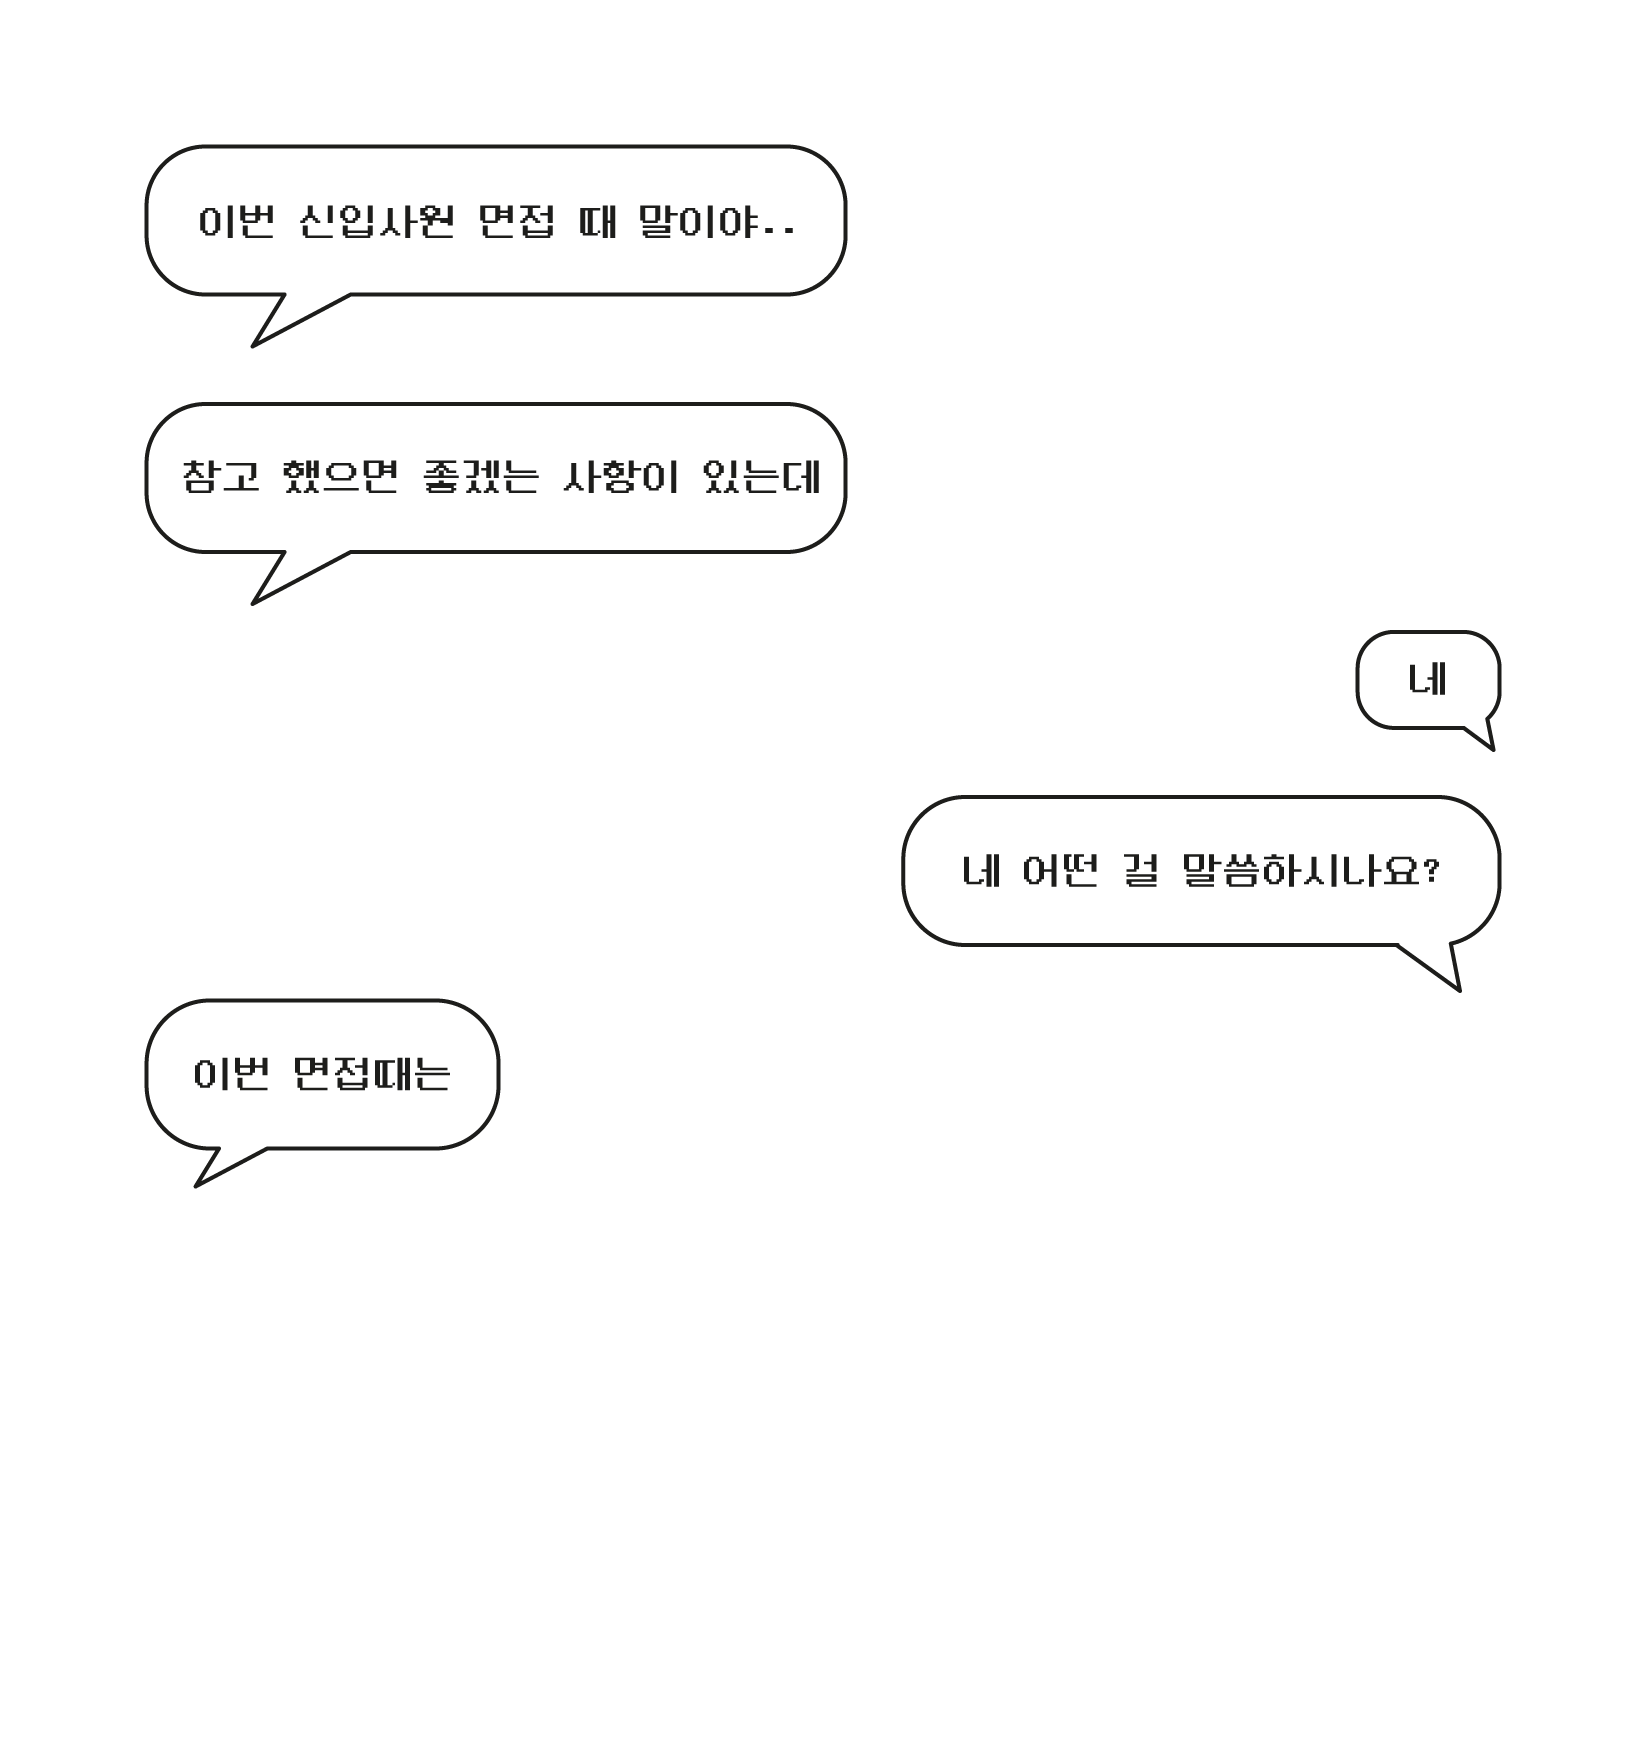 이번 신입사원 면접 때 말이야..
참고 했으면 좋겠는 사항이 있는데
네
네 어떤 걸 말씀하시나요?
이번 면접때는